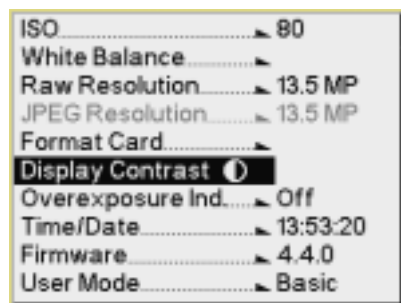 ISO 80
White Balance
Raw Resolution 13.5 MP
JPEG Resolution 13.5 MP
Format Card
Display Contrast
Overexposure Ind. Off
Time/Date 13:53:20
Firmware 4.4.0
User Mode Basic